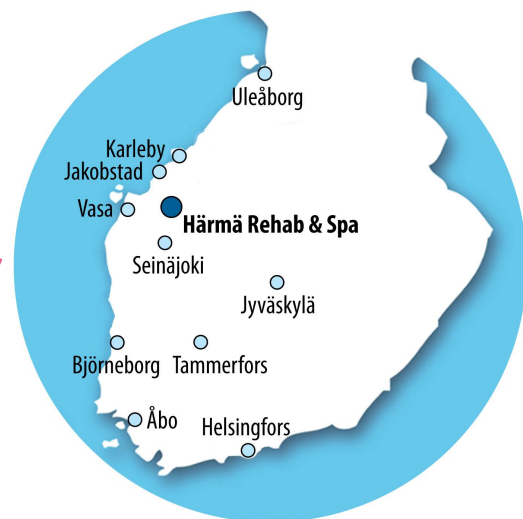 Uleåborg
Karleby
Jakobstad
Vasa
Härmä Rehab & Spa
Seinäjoki
Jyväskylä
Björneborg
Tammerfors
Åbo
Helsingfors